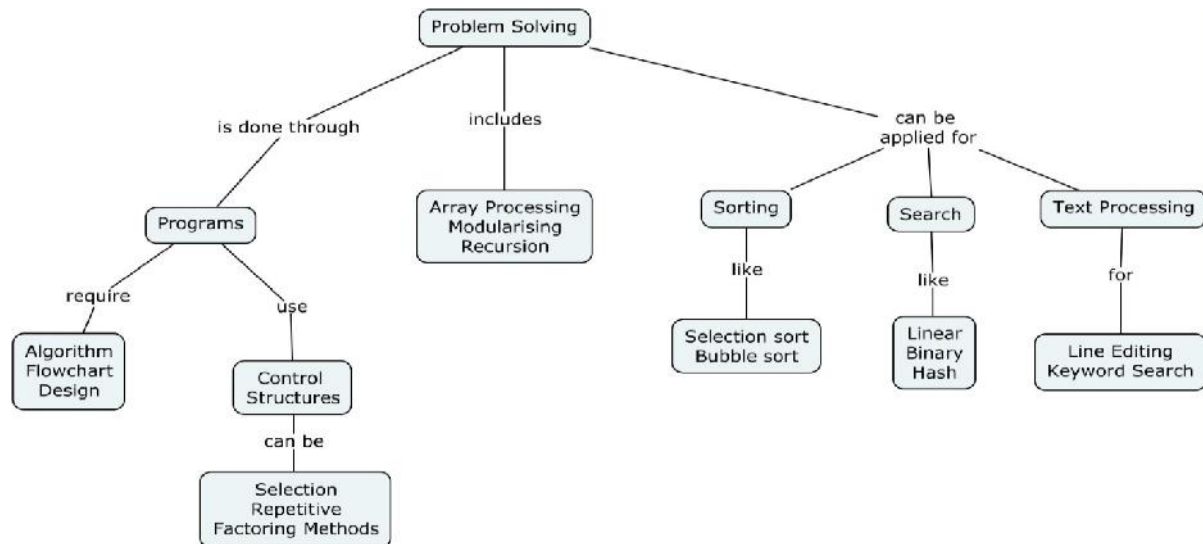 Problem Solving
is done through
includes
can be
applied for
Programs
Array Processing
Modularising
Recursion
Sorting
Search
Text Processing
require
use
like
like
for
Algorithm
Flowchart
Design
Control
Structures
Selection sort
Bubble sort
Linear
Binary
Hash
Line Editing
Keyword Search
can be
Selection
Repetitive
Factoring Methods